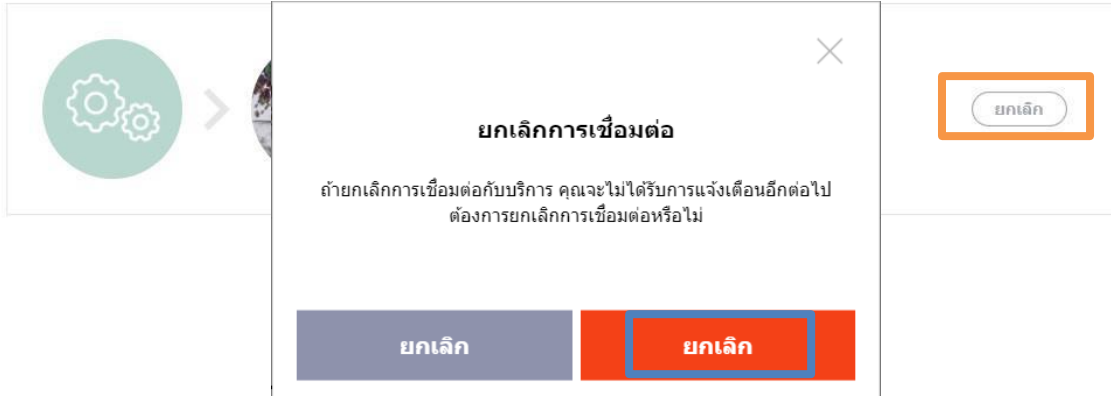 ยกเลิก
ยกเลิกการเชื่อมต่อ
ถ้ายกเลิกการเชื่อมต่อกับบริการ คุณจะไม่ได้รับการแจ้งเตือนอีกต่อไป
ต้องการยกเลิกการเชื่อมต่อหรือไม่
ยกเลิก
ยกเลิก